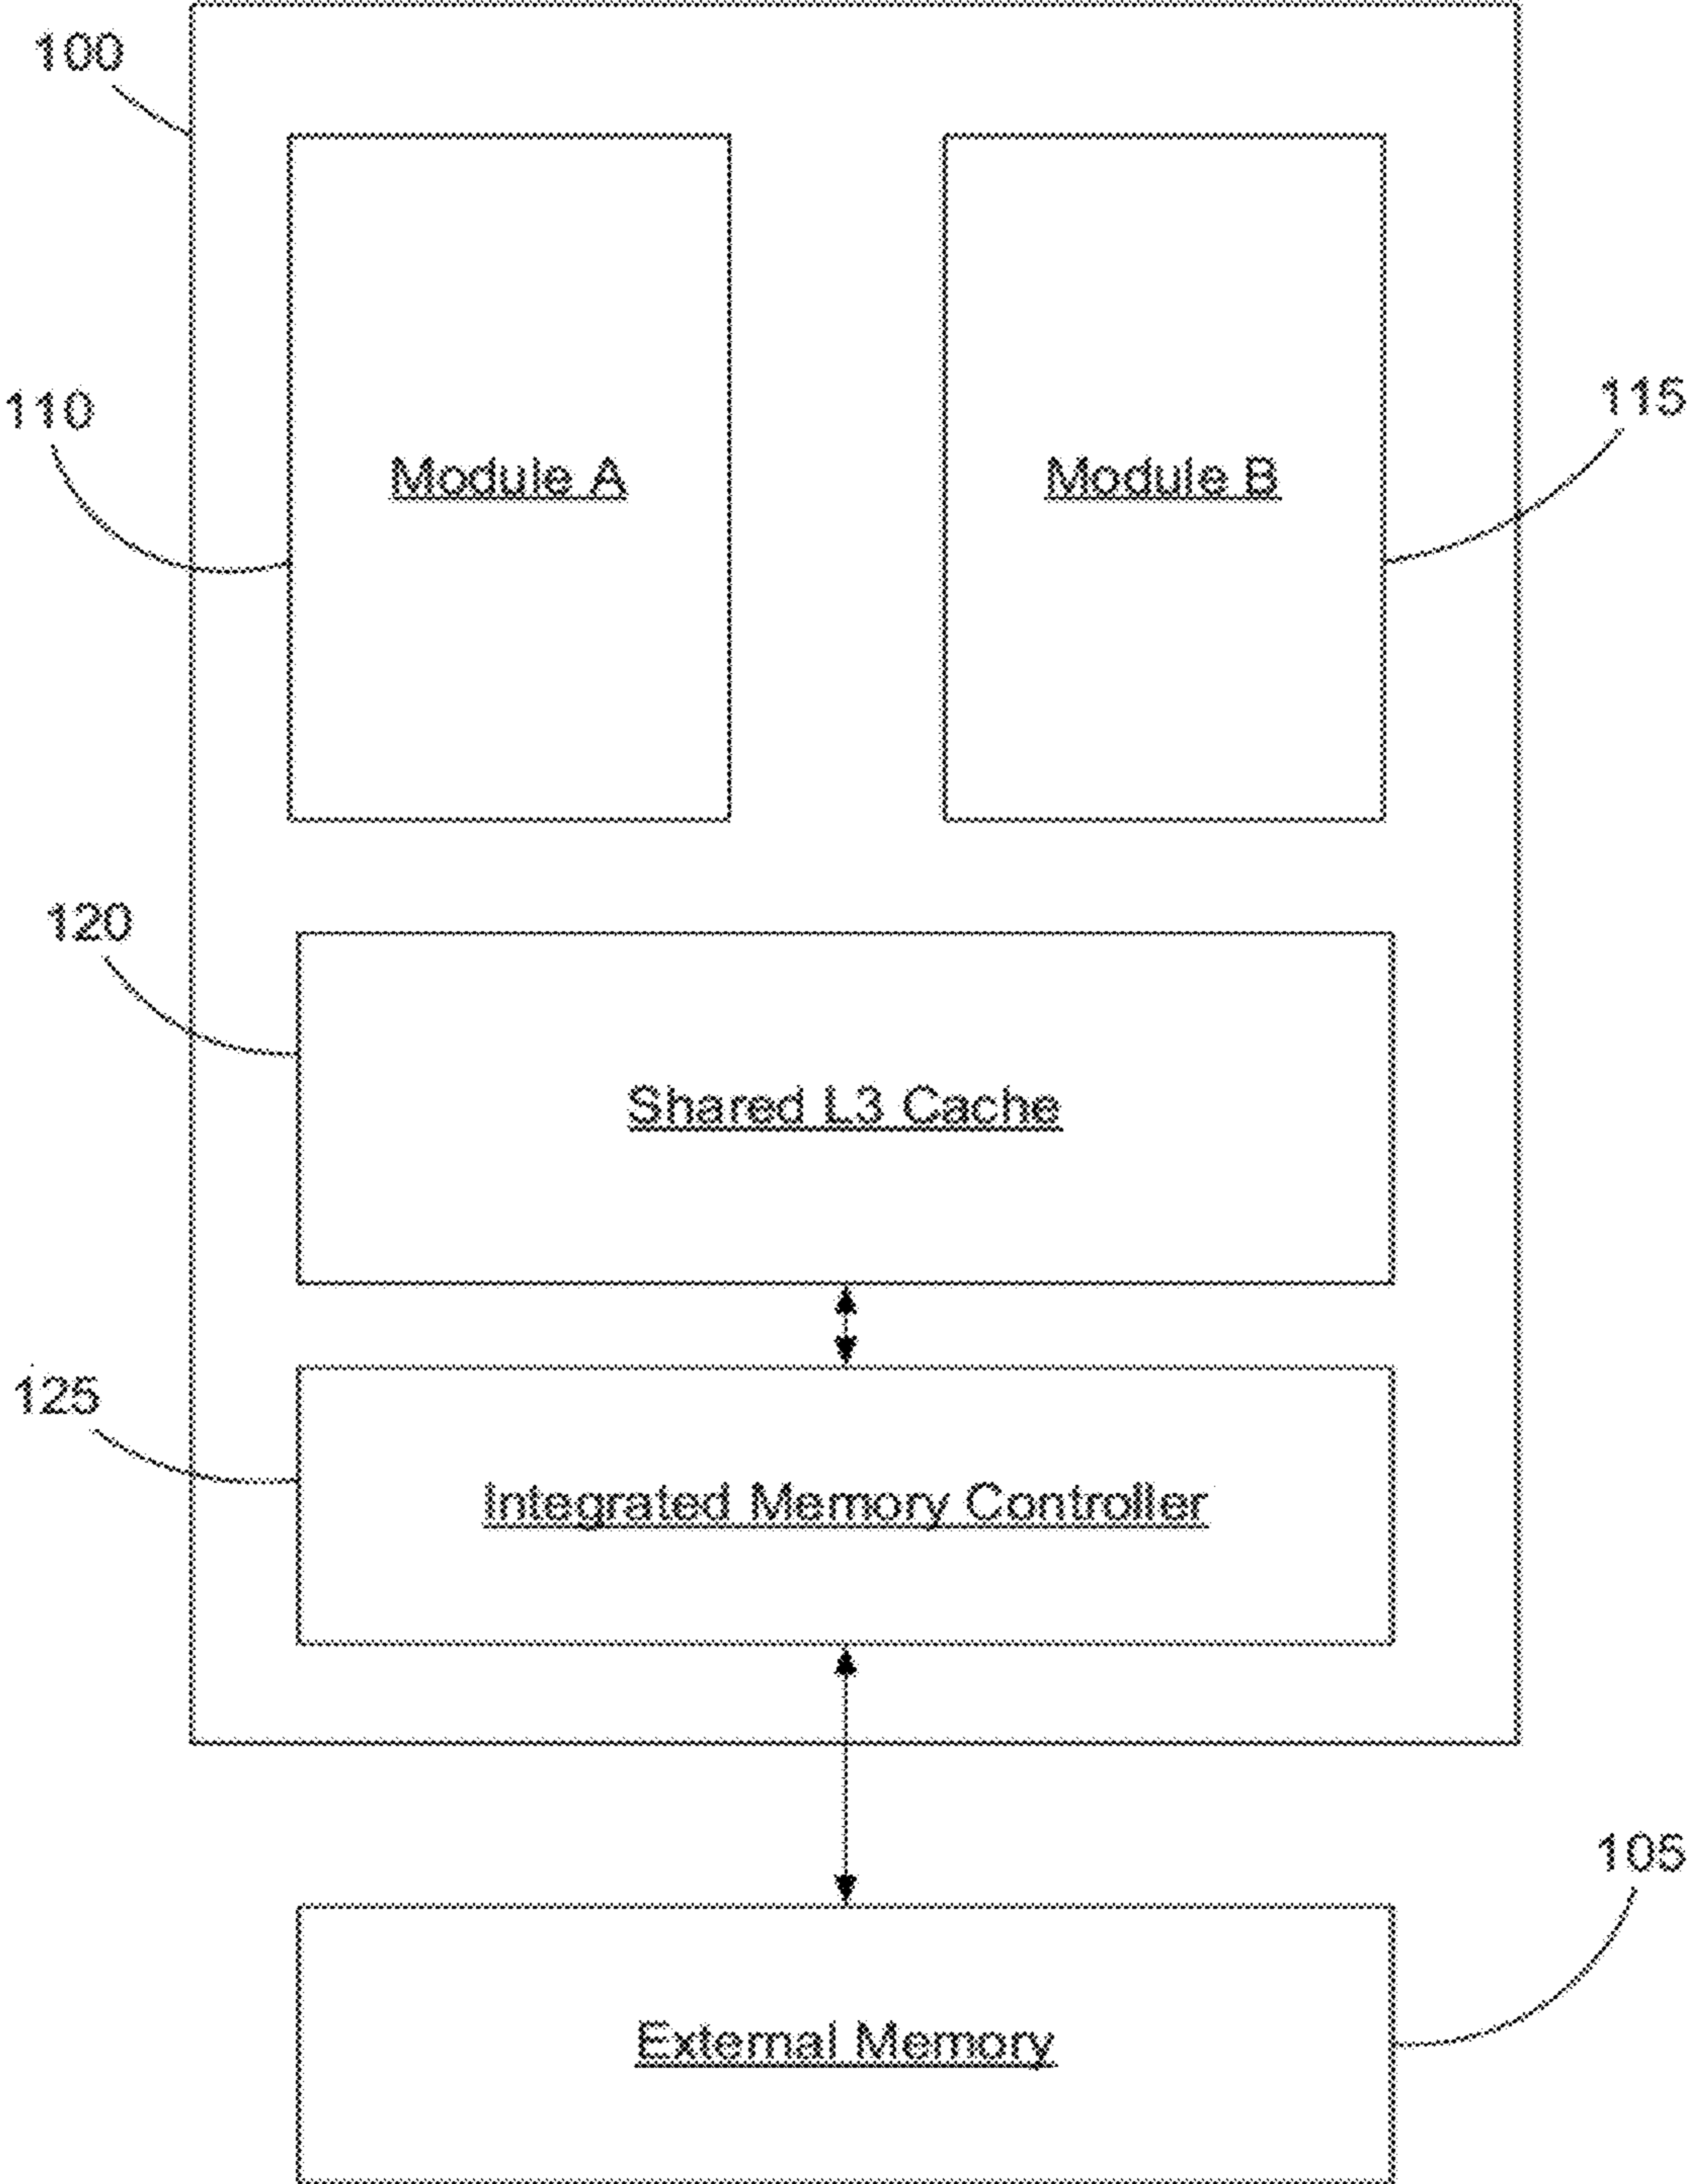 100
110
115
Module A
Module B
120
Shared L3 Cache
125
Integrated Memory Controller
105
External Memory